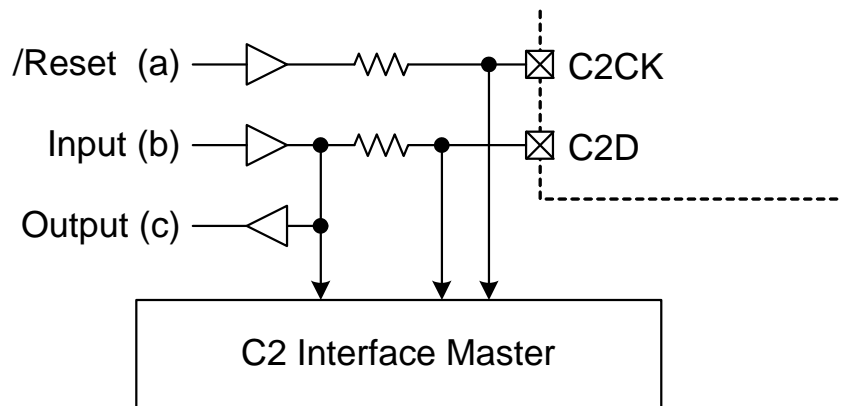 /Reset (a)
C2CK
Input (b)
C2D
Output (c)
C2 Interface Master